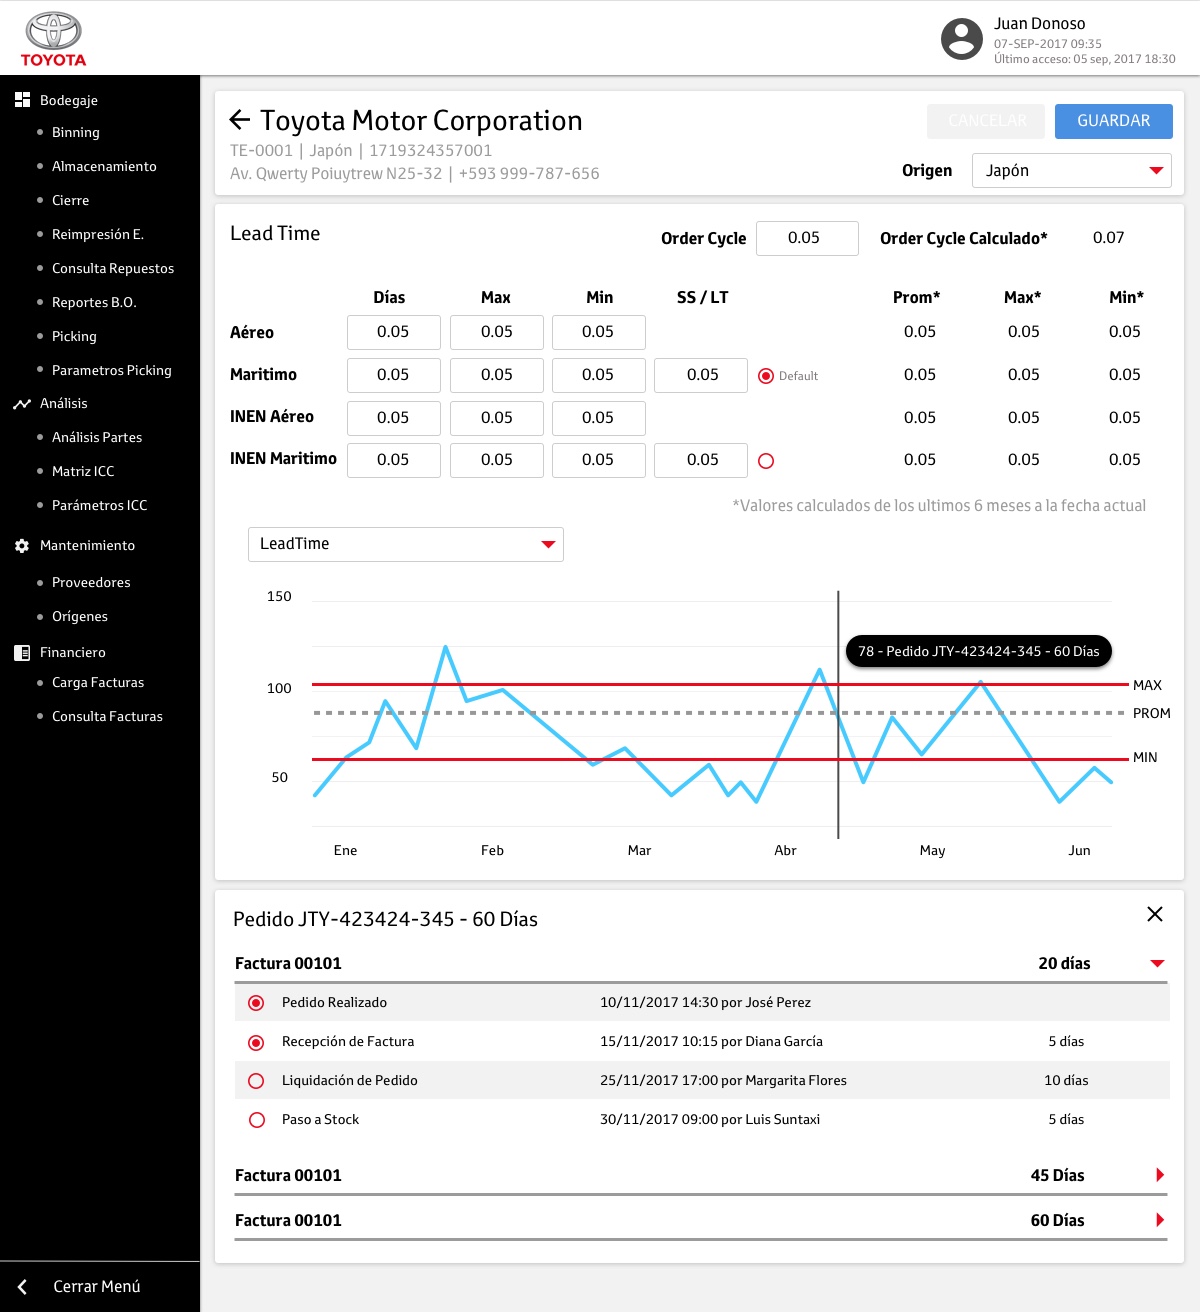 TOYOTA
Juan Donoso
07-SEP-2017 09:35
Último acceso: 05 sep, 2017 18:30
Bodegaje
Binning
Almacenamiento
Cierre
Reimpresión E.
Consulta Repuestos
Reportes B.O.
Picking
Parametros Picking
Análisis
Análisis Partes
Matriz ICC
Parámetros ICC
Mantenimiento
Proveedores
Orígenes
Financiero
Carga Facturas
Consulta Facturas
Cerrar Menú
Toyota Motor Corporation
CANCELAR GUARDAR
TE-0001 | Japón | 1719324357001
Av. Qwerty Poiuytrew N25-32 | +593 999-787-656
Origen Japón
Lead Time
Order Cycle 0.05 Order Cycle Calculado* 0.07
Días Max Min SS / LT Prom* Max* Min*
Aéreo 0.05 0.05 0.05 0.05 0.05 0.05
Maritimo 0.05 0.05 0.05 0.05 Default 0.05 0.05 0.05
INEN Aéreo 0.05 0.05 0.05 0.05 0.05 0.05
INEN Maritimo 0.05 0.05 0.05 0.05 0.05 0.05 0.05
*Valores calculados de los ultimos 6 meses a la fecha actual
LeadTime
150
78 - Pedido JTY-423424-345 - 60 Días
100
MAX
PROM
MIN
50
Ene Feb Mar Abr May Jun
Pedido JTY-423424-345 - 60 Días
Factura 00101 20 días
Pedido Realizado 10/11/2017 14:30 por José Perez
Recepción de Factura 15/11/2017 10:15 por Diana García 5 días
Liquidación de Pedido 25/11/2017 17:00 por Margarita Flores 10 días
Paso a Stock 30/11/2017 09:00 por Luis Suntaxi 5 días
Factura 00101 45 Días
Factura 00101 60 Días